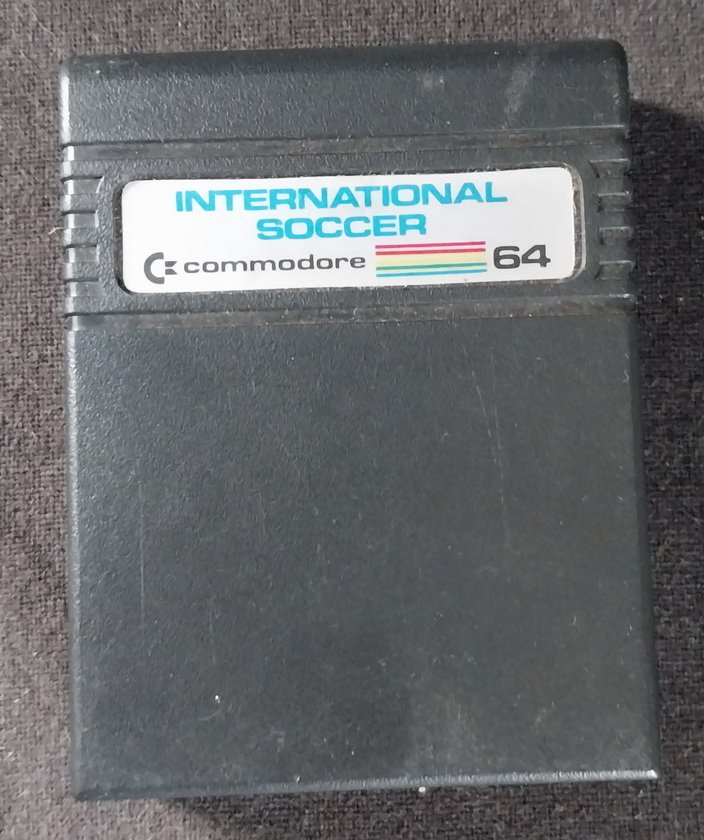 INTERNATIONAL
SOCCER
commodore 64